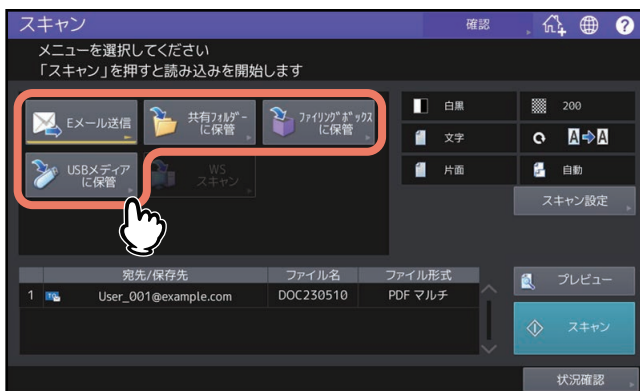 スキャン
確認
?
メニューを選択してください
「スキャン」を押すと読み込みを開始します
Eメール送信
共有フォルダー
に保管
ファイリングボックス
に保管
USBメディア
に保管
WS
スキャン
白黒
200
文字
A A
片面
自動
スキャン設定
宛先/保存先 ファイル名 ファイル形式
1 TO User_001@example.com DOC230510 PDF マルチ
プレビュー
スキャン
状況確認